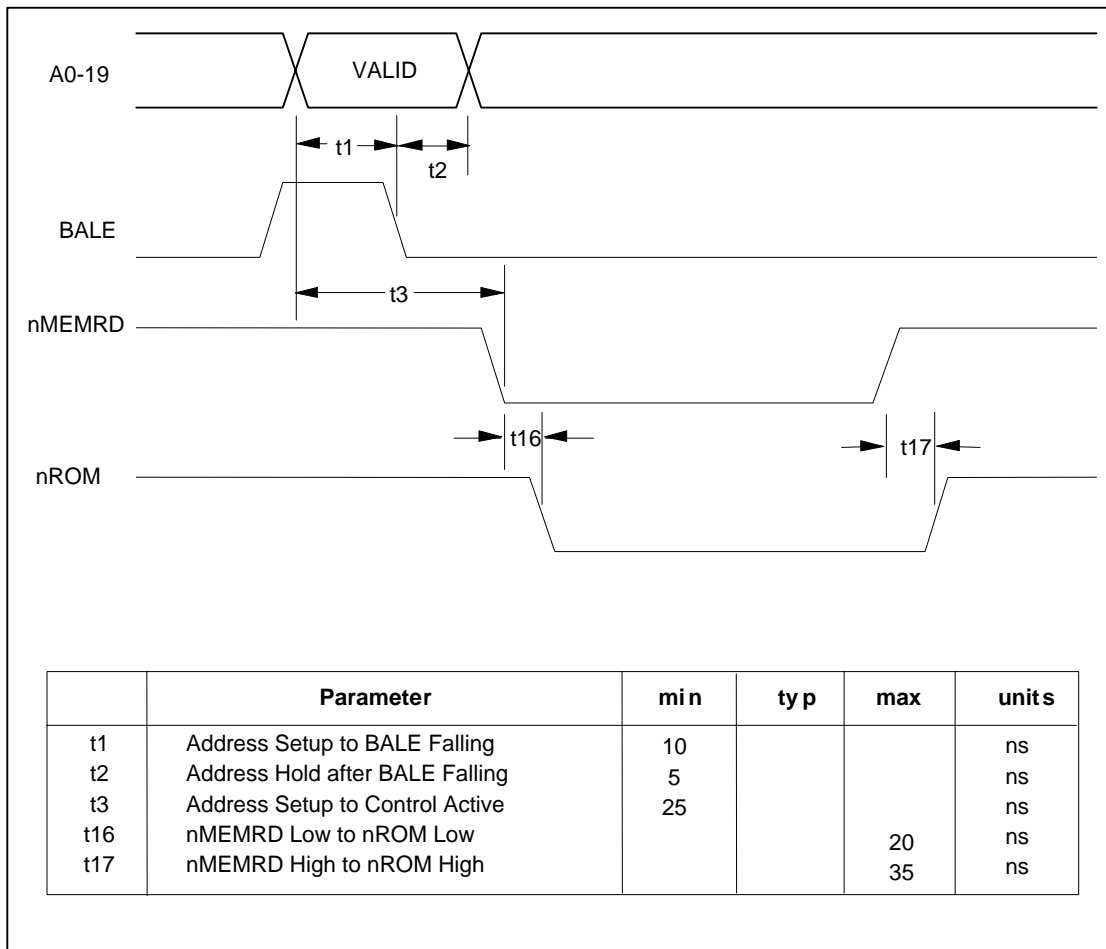 A0-19
VALID
t1
t2
BALE
t3
nMEMRD
t16
t17
nROM
Parameter min typ max units
t1 Address Setup to BALE Falling 10 ns
t2 Address Hold after BALE Falling 5 ns
t3 Address Setup to Control Active 25 ns
t16 nMEMRD Low to nROM Low 20 ns
t17 nMEMRD High to nROM High 35 ns